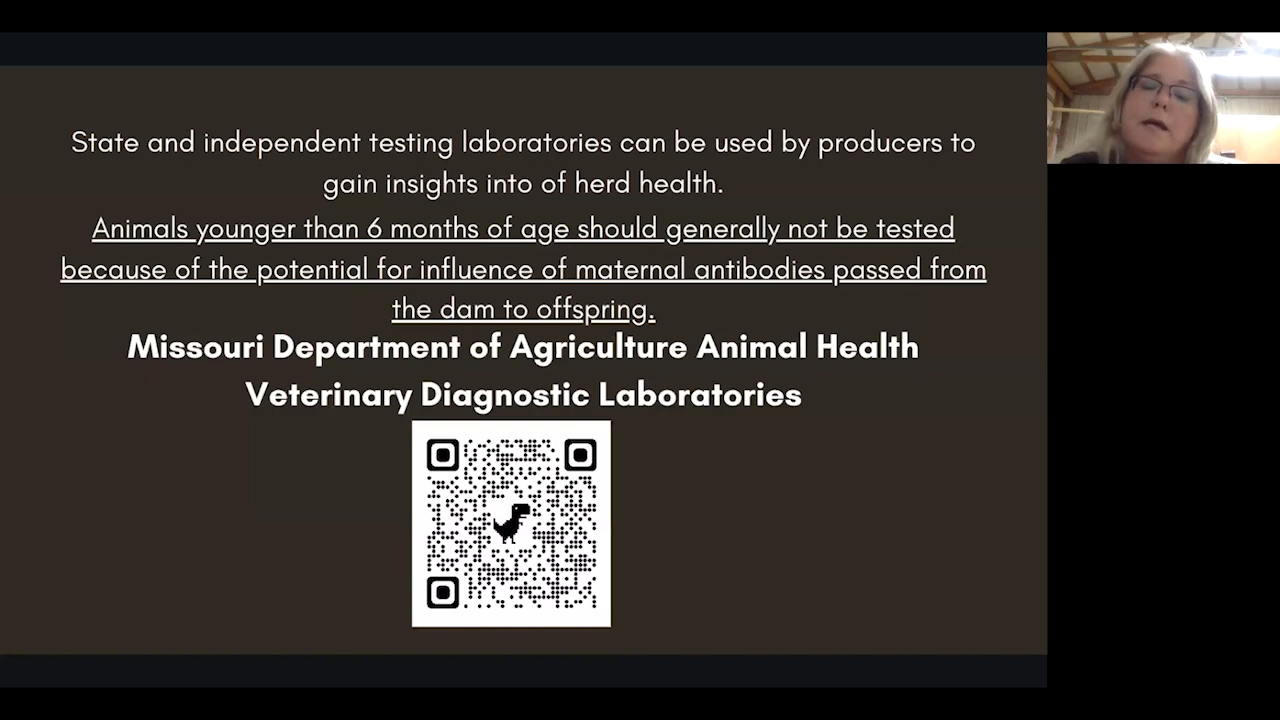 State and independent testing laboratories can be used by producers to
gain insights into of herd health.
Animals younger than 6 months of age should generally not be tested
because of the potential for influence of maternal antibodies passed from
the dam to offspring.
Missouri Department of Agriculture Animal Health
Veterinary Diagnostic Laboratories